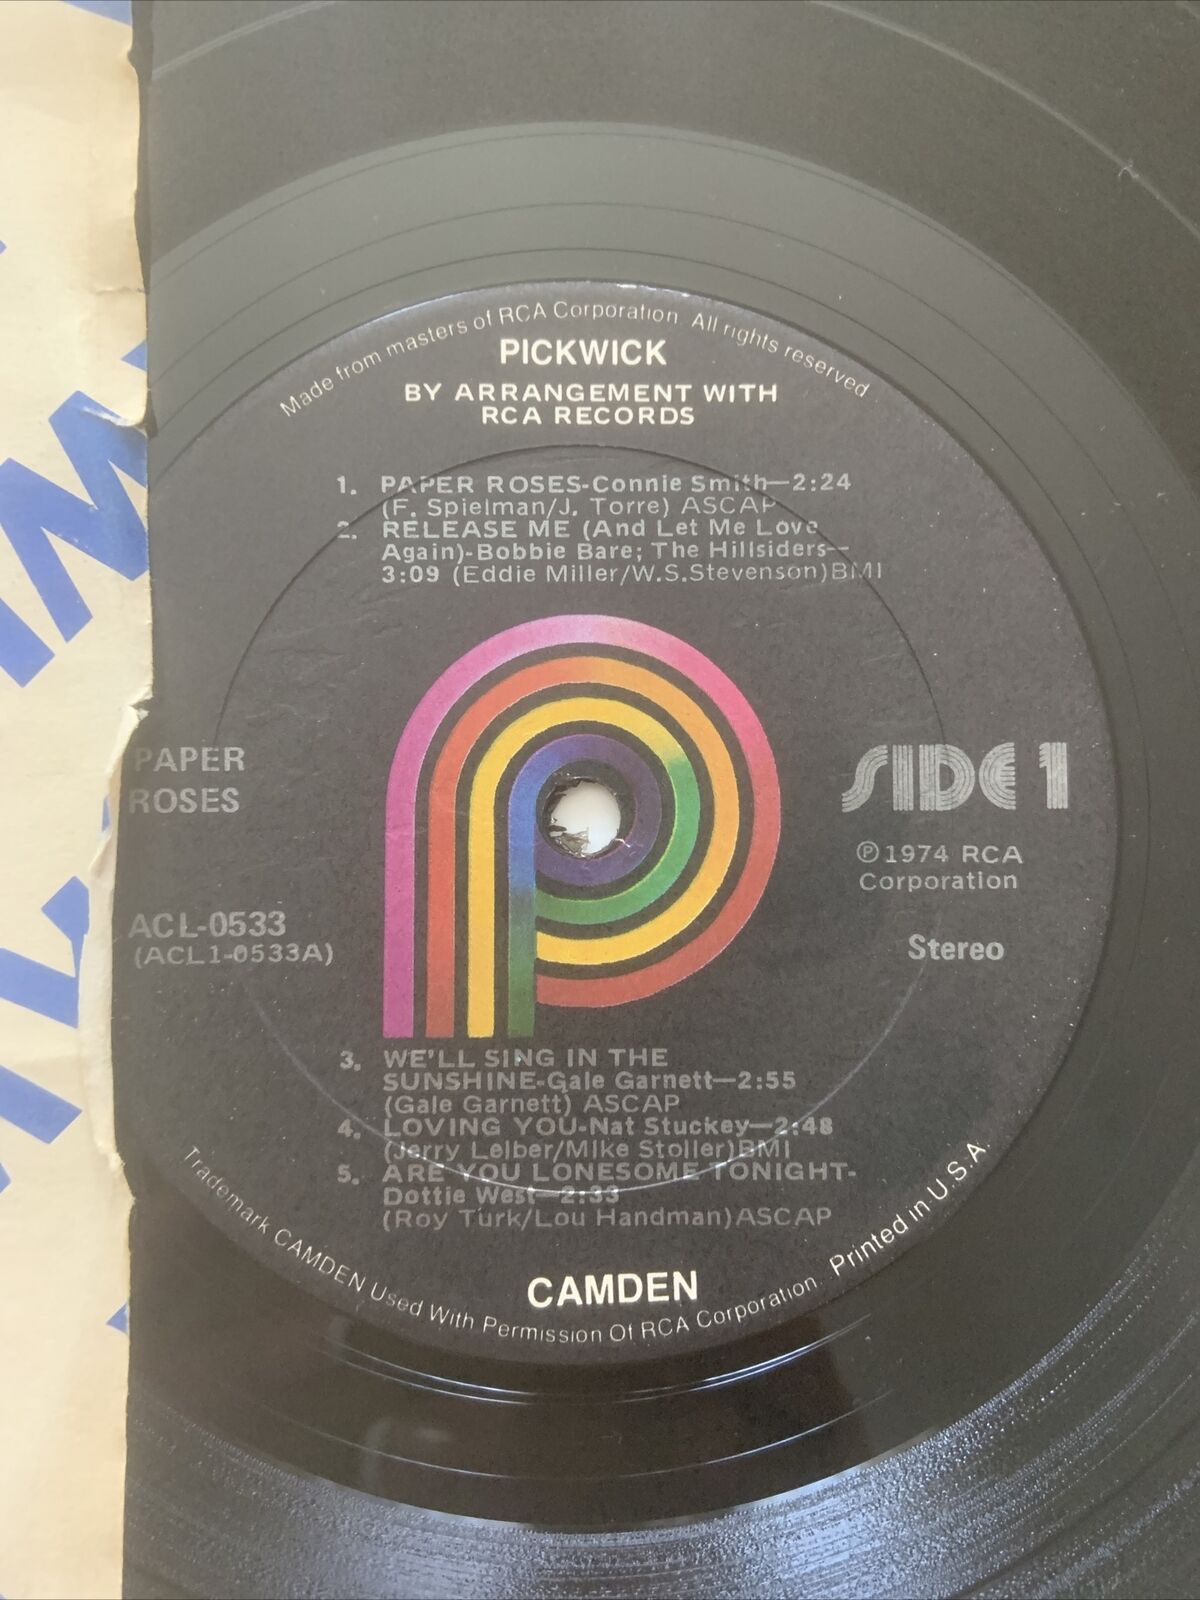 Made from masters of RCA Corporation. All rights reserved
PICKWICK
BY ARRANGEMENT WITH
RCA RECORDS
1. PAPER ROSES-Connie Smith—2:24
(F. Spielman/J. Torre) ASCAP
2. RELEASE ME (And Let Me Love
Again)-Bobbie Bare; The Hillsiders—
3:09 (Eddie Miller/W.S.Stevenson)BMI
PAPER
ROSES
ACL-0533
(ACL1-0533A)
SIDE 1
℗1974 RCA
Corporation
Stereo
3. WE'LL SING IN THE
SUNSHINE-Gale Garnett—2:55
(Gale Garnett) ASCAP
4. LOVING YOU-Nat Stuckey—2:48
(Jerry Leiber/Mike Stoller)BMI
5. ARE YOU LONESOME TONIGHT-
Dottie West—2:33
(Roy Turk/Lou Handman)ASCAP
CAMDEN
Trademark CAMDEN Used With Permission Of RCA Corporation. Printed in U.S.A.